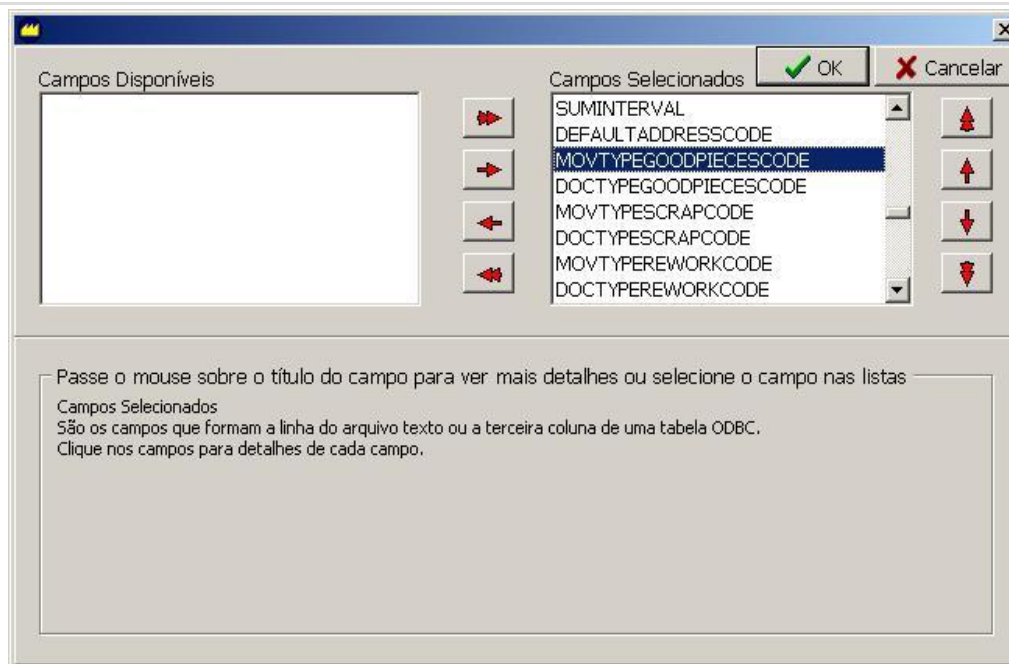 OK
Cancelar
Campos Disponíveis
Campos Selecionados
SUMINTERVAL
DEFAULTADDRESSCODE
MOVTYPEGOODPIECESCODE
DOCTYPEGOODPIECESCODE
MOVTYPESCRAPCODE
DOCTYPESCRAPCODE
MOVTYPEREWORKCODE
DOCTYPEREWORKCODE
Passe o mouse sobre o título do campo para ver mais detalhes ou selecione o campo nas listas
Campos Selecionados
São os campos que formam a linha do arquivo texto ou a terceira coluna de uma tabela ODBC.
Clique nos campos para detalhes de cada campo.